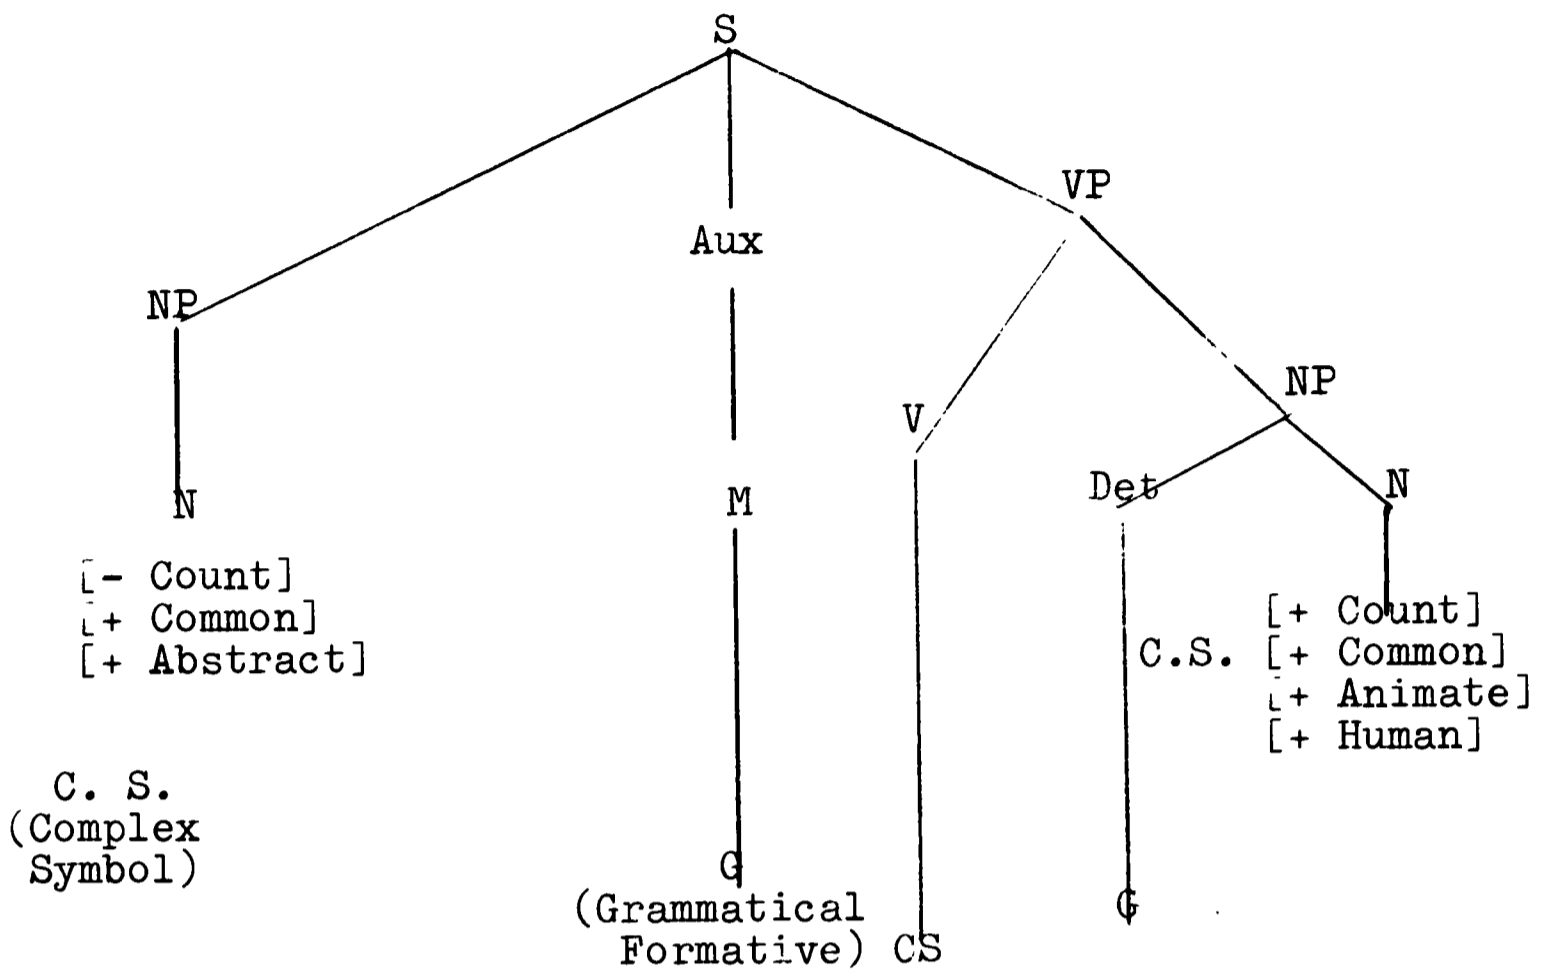 S
VP
Aux
NP
NP
V
Det
N
N
M
[- Count]
[+ Common]
[+ Abstract]
[+ Count]
C.S. [+ Common]
[+ Animate]
[+ Human]
C. S.
(Complex
Symbol)
G
(Grammatical
Formative)
G
CS